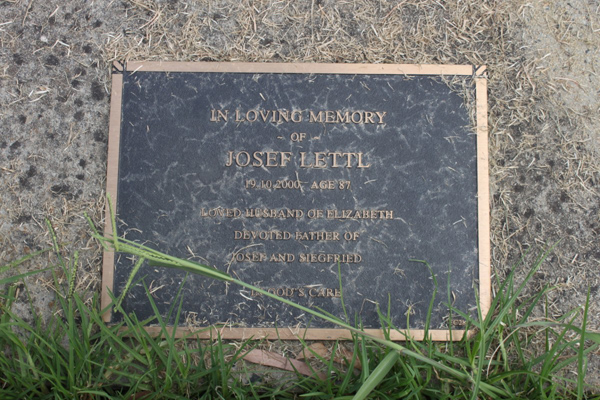 IN LOVING MEMORY
- OF -
JOSEF LETTL
19.10.2000 AGE 87
LOVED HUSBAND OF ELIZABETH
DEVOTED FATHER OF
JOSEF AND SIEGFRIED
IN GOD'S CARE